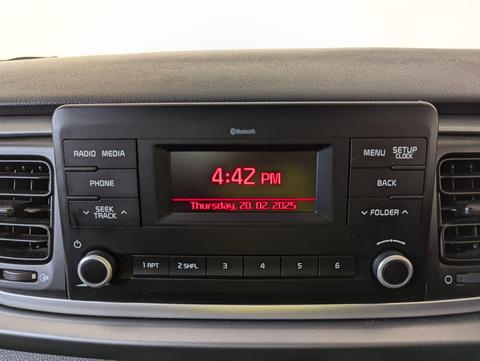 Bluetooth
RADIO MEDIA
PHONE
SEEK
TRACK
4:42 PM
Thursday, 20. 02. 2025
MENU SETUP
CLOCK
BACK
FOLDER
1 RPT 2 SHFL 3 4 5 6